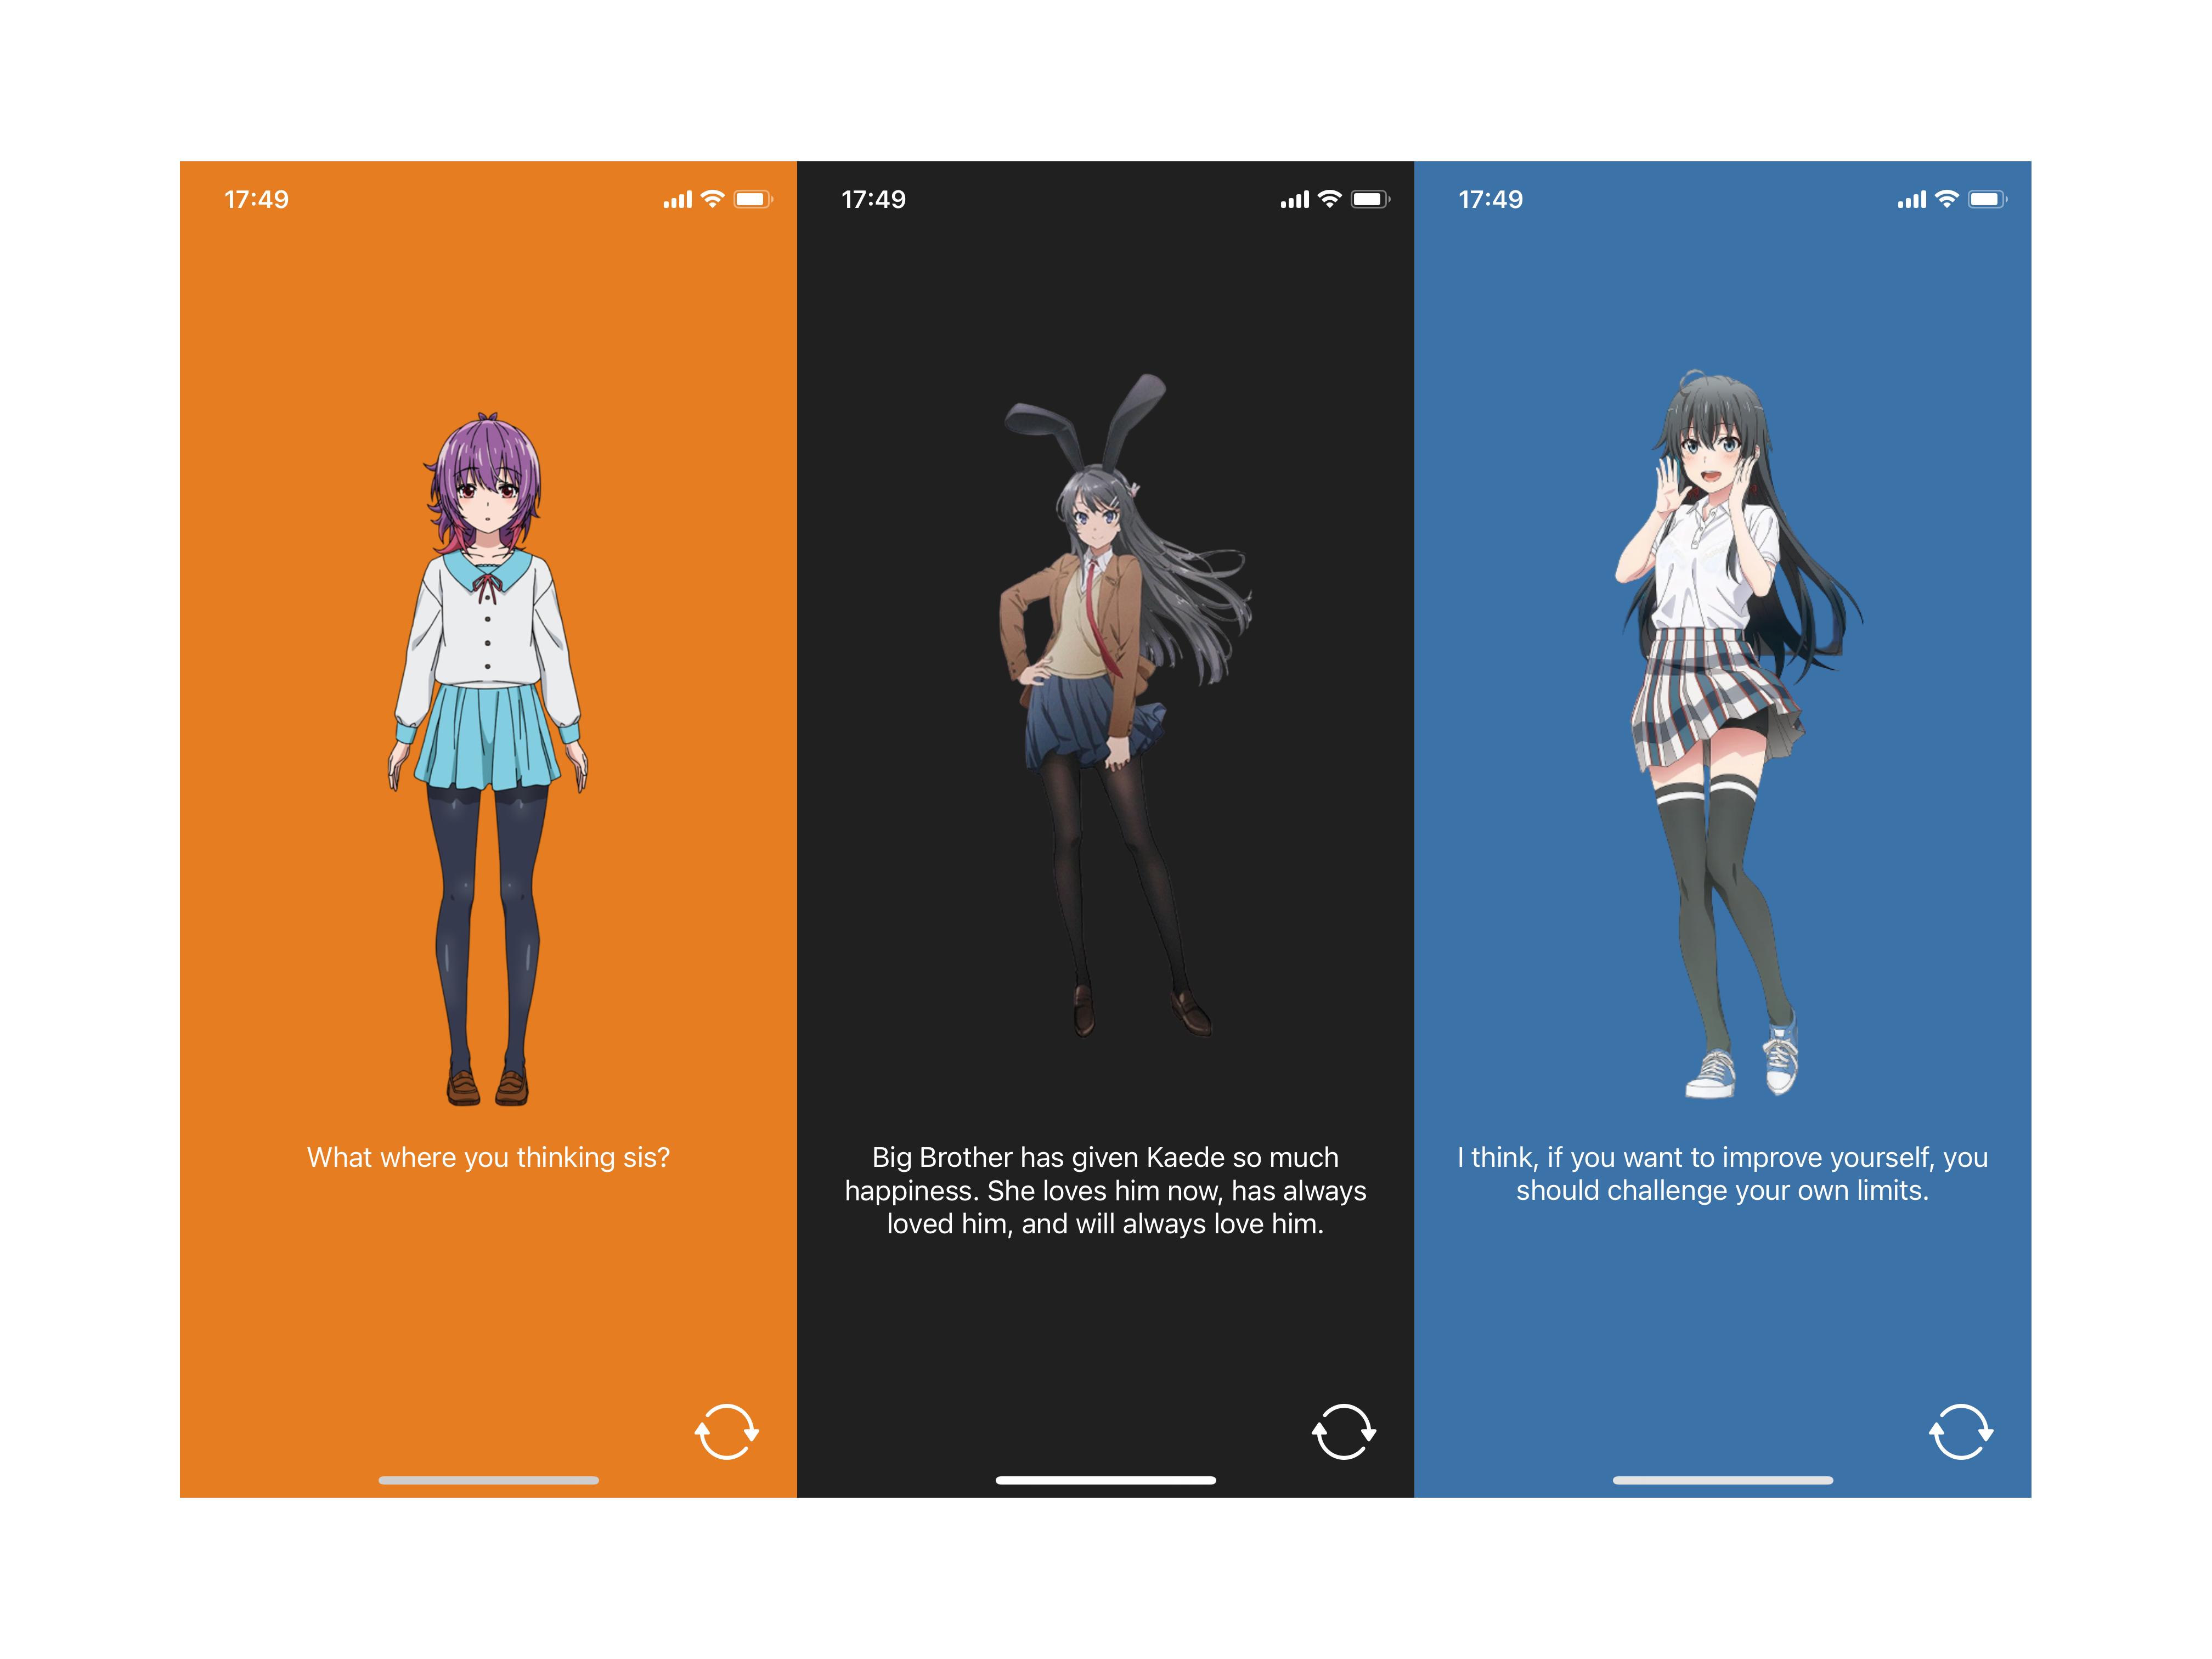 17:49
What where you thinking sis?
17:49
Big Brother has given Kaede so much
happiness. She loves him now, has always
loved him, and will always love him.
17:49
I think, if you want to improve yourself, you
should challenge your own limits.